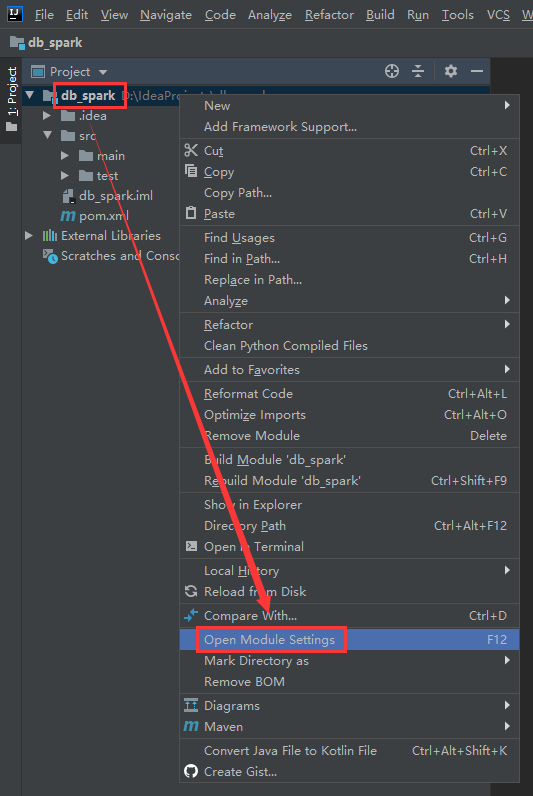 File Edit View Navigate Code Analyze Refactor Build Run Tools VCS W
db_spark
1: Project
Project
db_spark
.idea
src
main
test
db_spark.iml
pom.xml
External Libraries
Scratches and Consc
New
Add Framework Support...
Cut Ctrl+X
Copy Ctrl+C
Copy Path...
Paste Ctrl+V
Find Usages Ctrl+G
Find in Path... Ctrl+H
Replace in Path...
Analyze
Refactor
Clean Python Compiled Files
Add to Favorites
Reformat Code Ctrl+Alt+L
Optimize Imports Ctrl+Alt+O
Remove Module Delete
Build Module 'db_spark'
Rebuild Module 'db_spark' Ctrl+Shift+F9
Show in Explorer
Directory Path Ctrl+Alt+F12
Open in Terminal
Local History
Reload from Disk
Compare With... Ctrl+D
Open Module Settings F12
Mark Directory as
Remove BOM
Diagrams
Maven
Convert Java File to Kotlin File Ctrl+Alt+Shift+K
Create Gist...